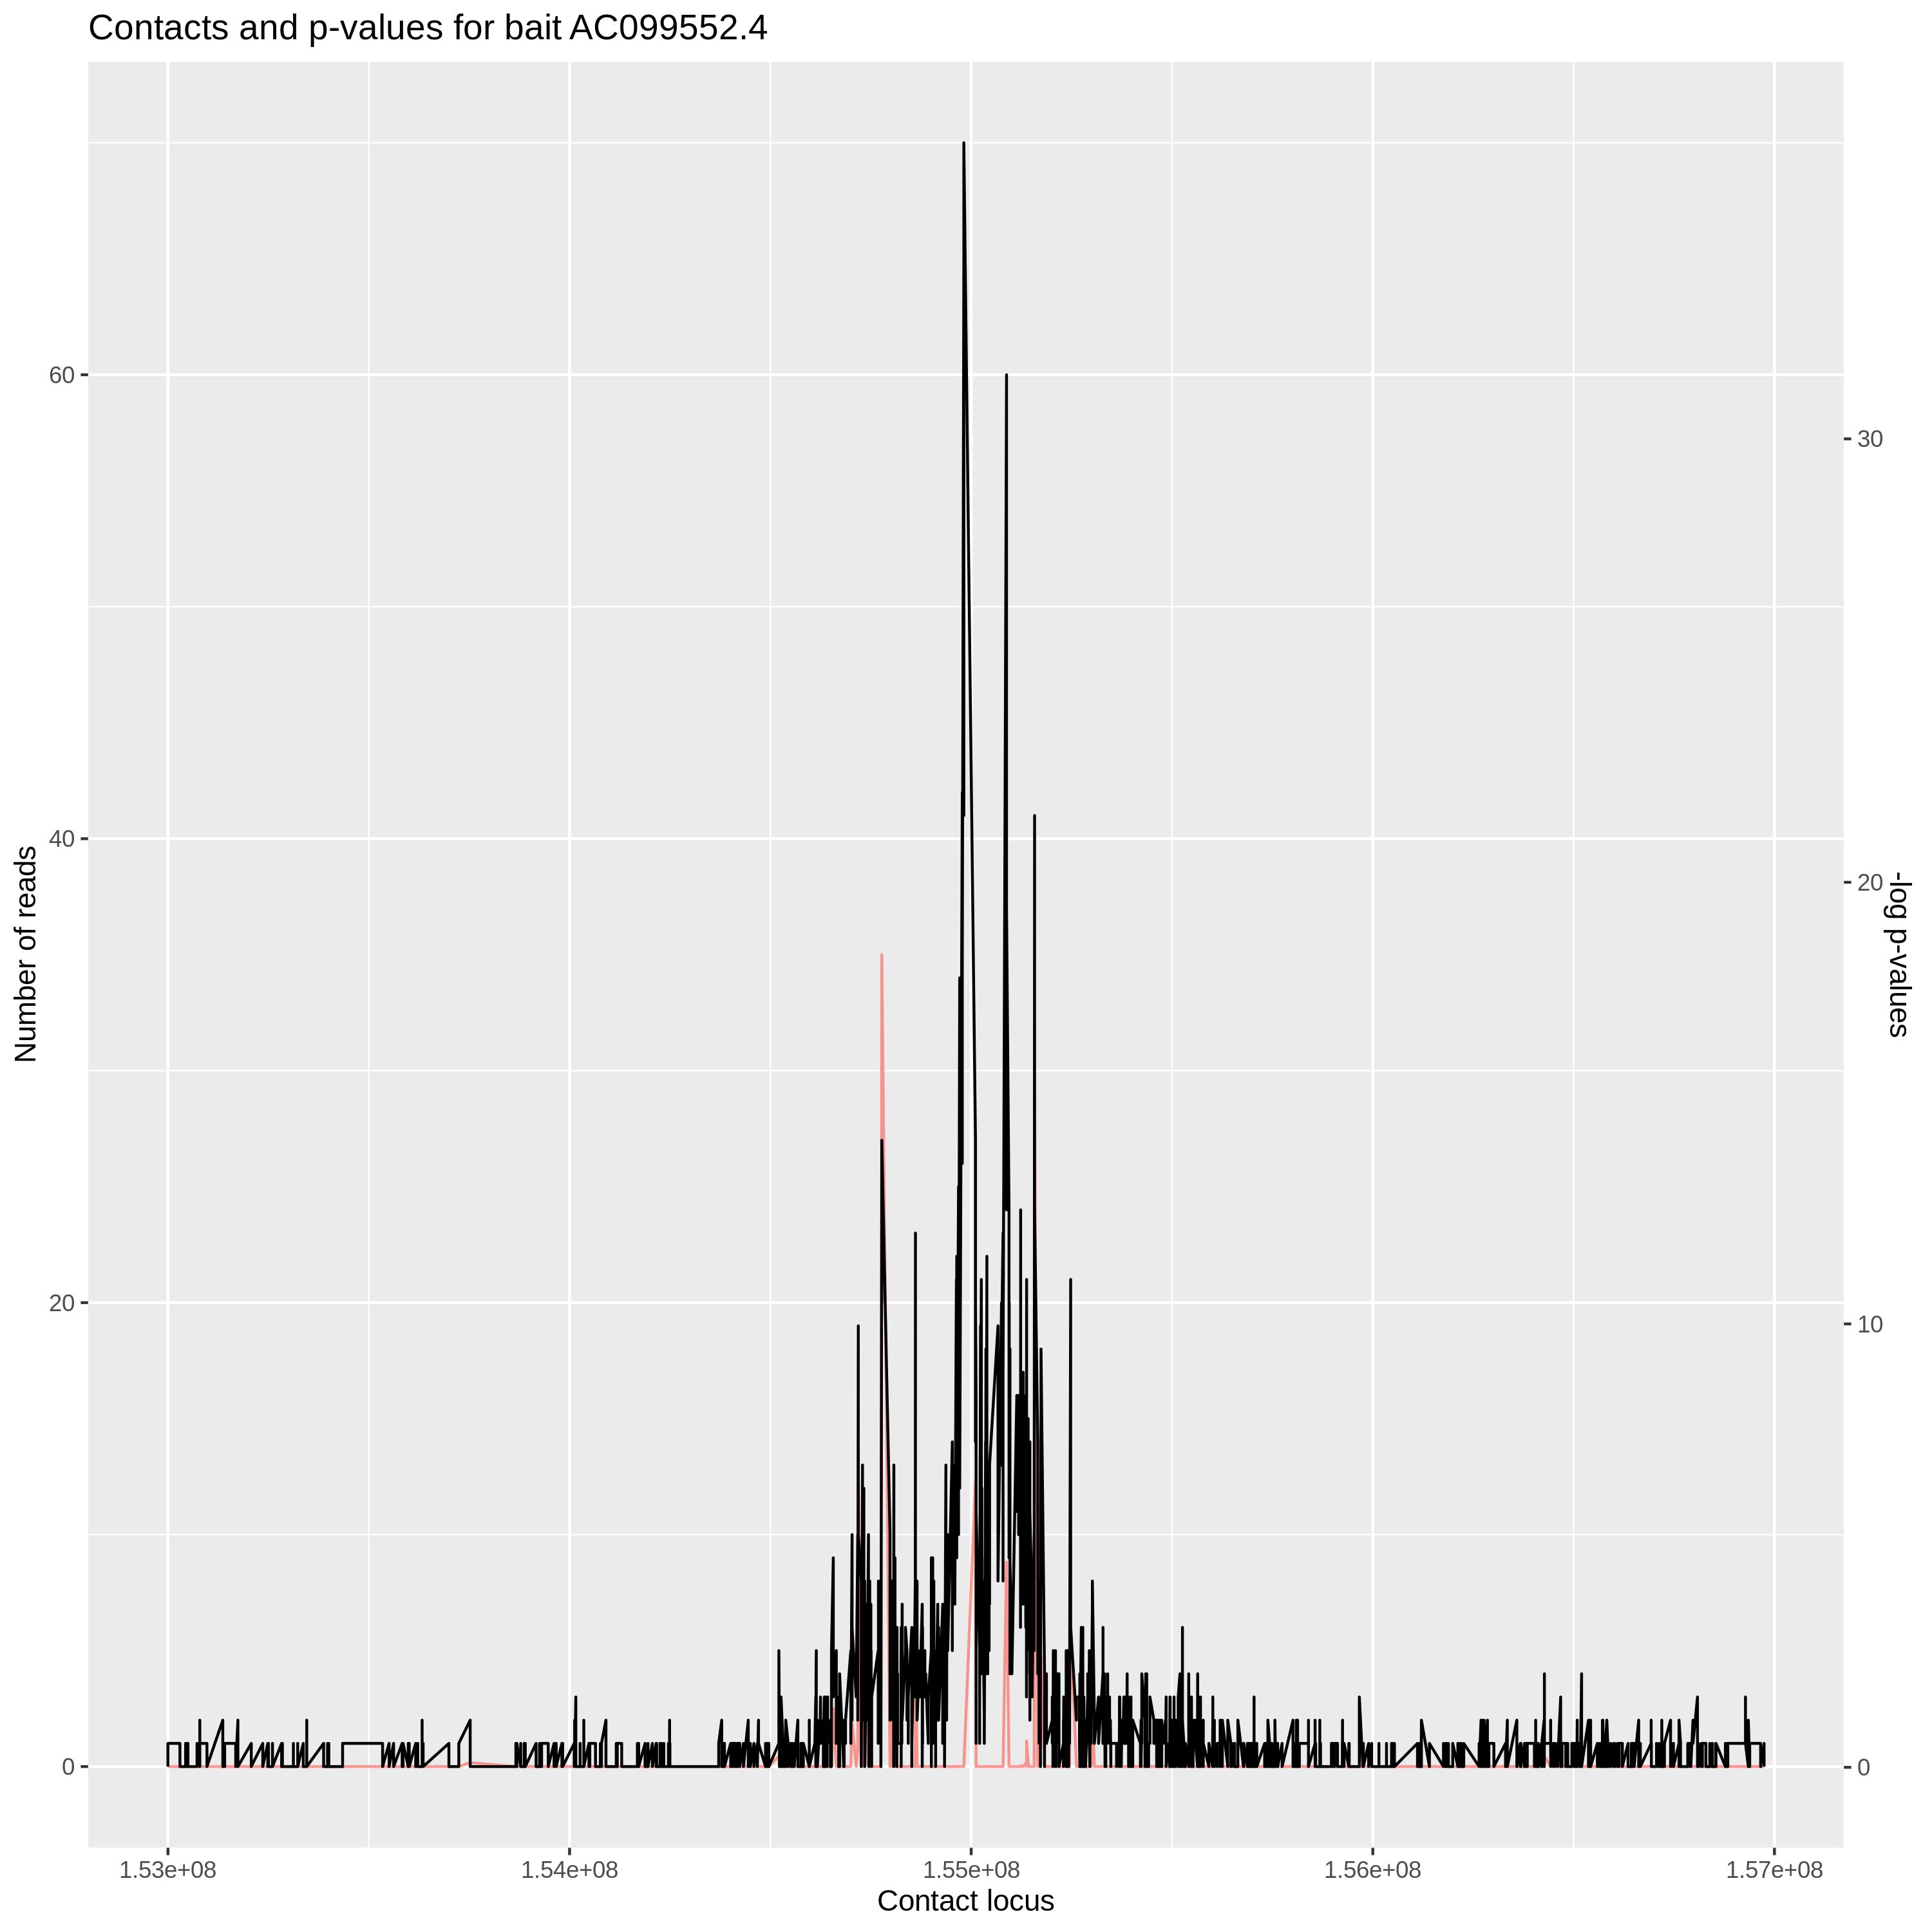 Contacts and p-values for bait AC099552.4
Number of reads
60
40
20
0
30
20
10
0
-log p-values
1.53e+08 1.54e+08 1.55e+08 1.56e+08 1.57e+08
Contact locus